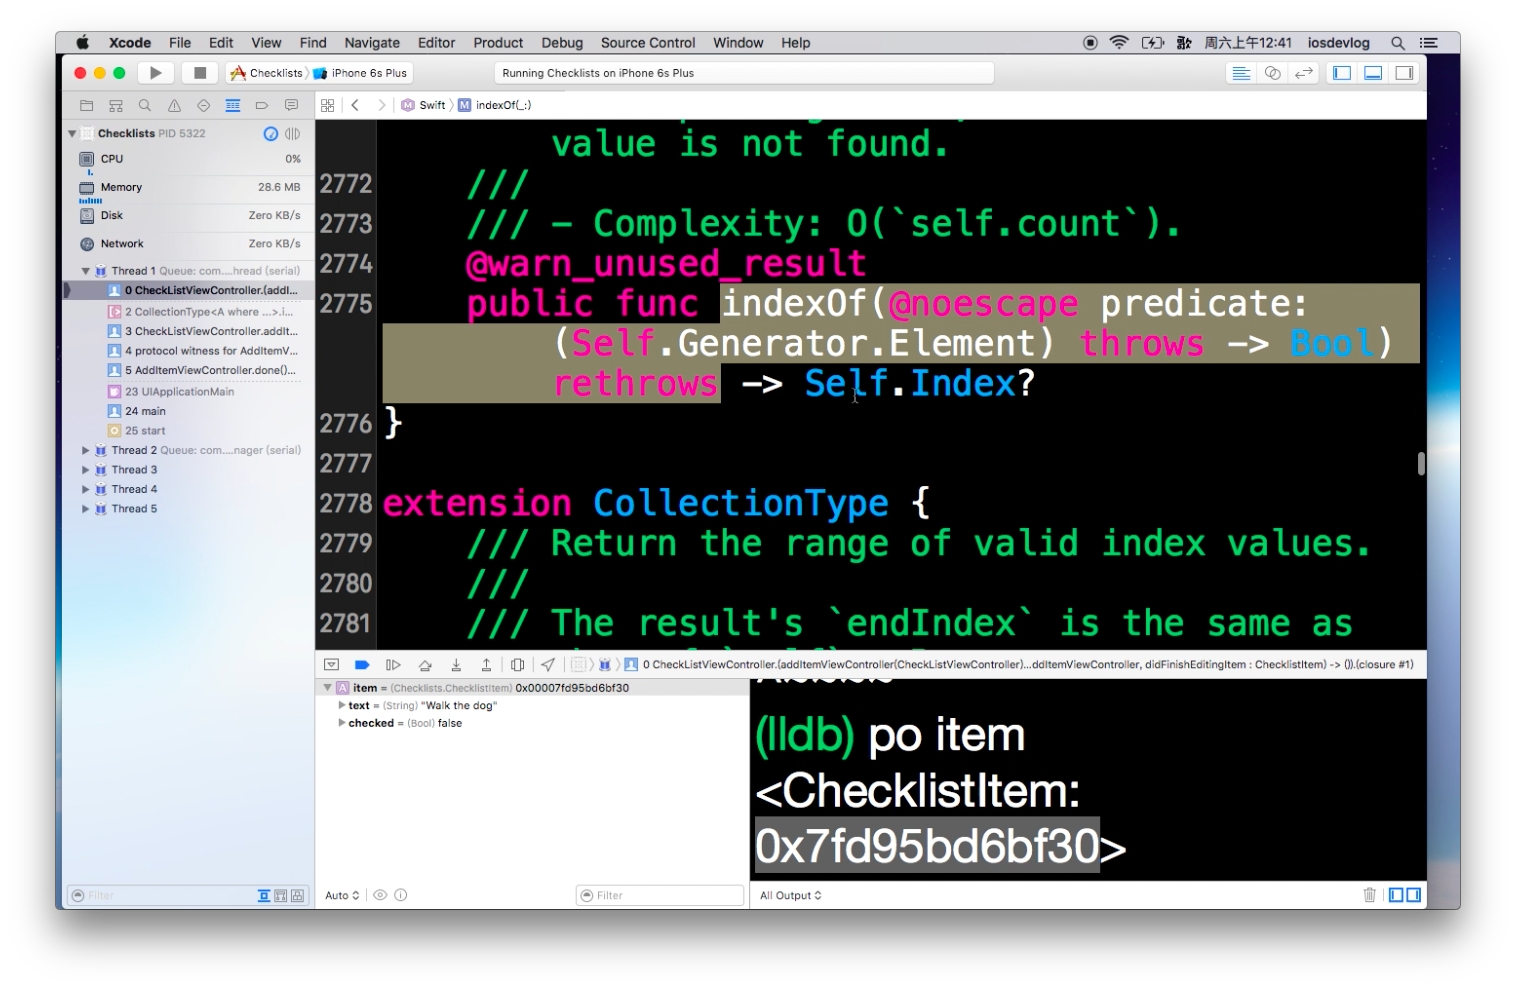 Xcode File Edit View Find Navigate Editor Product Debug Source Control Window Help 周六上午12:41 iosdevlog
Checklists iPhone 6s Plus Running Checklists on iPhone 6s Plus
Swift indexOf(_:)
Checklists PID 5322
CPU 0%
Memory 28.6 MB
Disk Zero KB/s
Network Zero KB/s
Thread 1 Queue: com....hread (serial)
0 CheckListViewController.(addI...
2 CollectionType<A where ...>.i...
3 CheckListViewController.addIt...
4 protocol witness for AddItemV...
5 AddItemViewController.done()...
23 UIApplicationMain
24 main
25 start
Thread 2 Queue: com....nager (serial)
Thread 3
Thread 4
Thread 5
Filter
value is not found.
2772 ///
2773 /// - Complexity: O(`self.count`).
2774 @warn_unused_result
2775 public func indexOf(@noescape predicate:
(Self.Generator.Element) throws -> Bool)
rethrows -> Self.Index?
2776 }
2777
2778 extension CollectionType {
2779 /// Return the range of valid index values.
2780 ///
2781 /// The result's `endIndex` is the same as
0 CheckListViewController.(addItemViewController(CheckListViewController)...ddItemViewController, didFinishEditingItem : ChecklistItem) -> ()).(closure #1)
item = (Checklists.ChecklistItem) 0x00007fd95bd6bf30
text = (String) "Walk the dog"
checked = (Bool) false
Auto
Filter
(lldb) po item
<ChecklistItem:
0x7fd95bd6bf30>
All Output